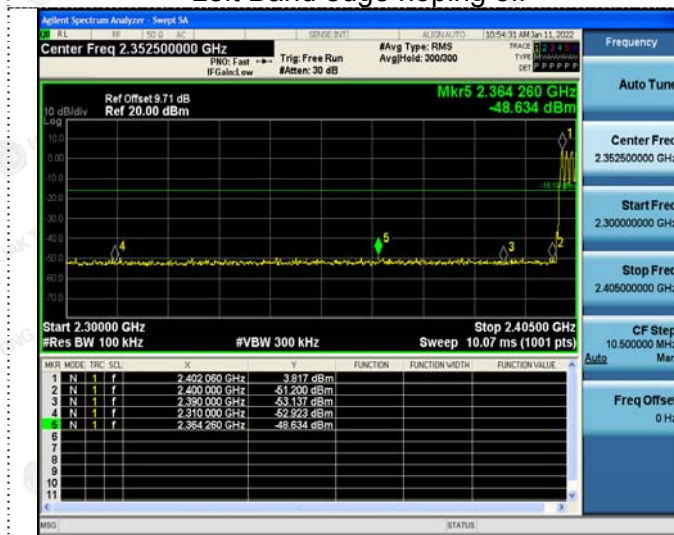 Agilent Spectrum Analyzer - Swept SA
RL RF 50 Ω AC SENSE:INT ALIGN AUTO 10:54:31 AM Jan 11, 2022
Center Freq 2.352500000 GHz
PNO: Fast Trig: Free Run
IFGain:Low #Atten: 30 dB
#Avg Type: RMS
Avg|Hold: 300/300
TRACE 1 2 3 4 5 6
TYPE M
DET P P P P P P
Frequency
Mkr5 2.364 260 GHz
-48.634 dBm
Ref Offset 9.71 dB
10 dB/div Ref 20.00 dBm
Log
10.0
0.00
-10.0
-20.0
-30.0
-40.0
-50.0
-60.0
-70.0
1
2
3
4
5
Start 2.30000 GHz Stop 2.40500 GHz
#Res BW 100 kHz #VBW 300 kHz Sweep 10.07 ms (1001 pts)
MKR MODE TRC SCL X Y FUNCTION FUNCTION WIDTH FUNCTION VALUE
1 N 1 f 2.402 060 GHz 3.817 dBm
2 N 1 f 2.400 000 GHz -51.200 dBm
3 N 1 f 2.390 000 GHz -53.137 dBm
4 N 1 f 2.310 000 GHz -52.923 dBm
5 N 1 f 2.364 260 GHz -48.634 dBm
6
7
8
9
10
11
MSG STATUS
Auto Tune
Center Freq
2.352500000 GHz
Start Freq
2.300000000 GHz
Stop Freq
2.405000000 GHz
CF Step
10.500000 MHz
Auto Man
Freq Offset
0 Hz